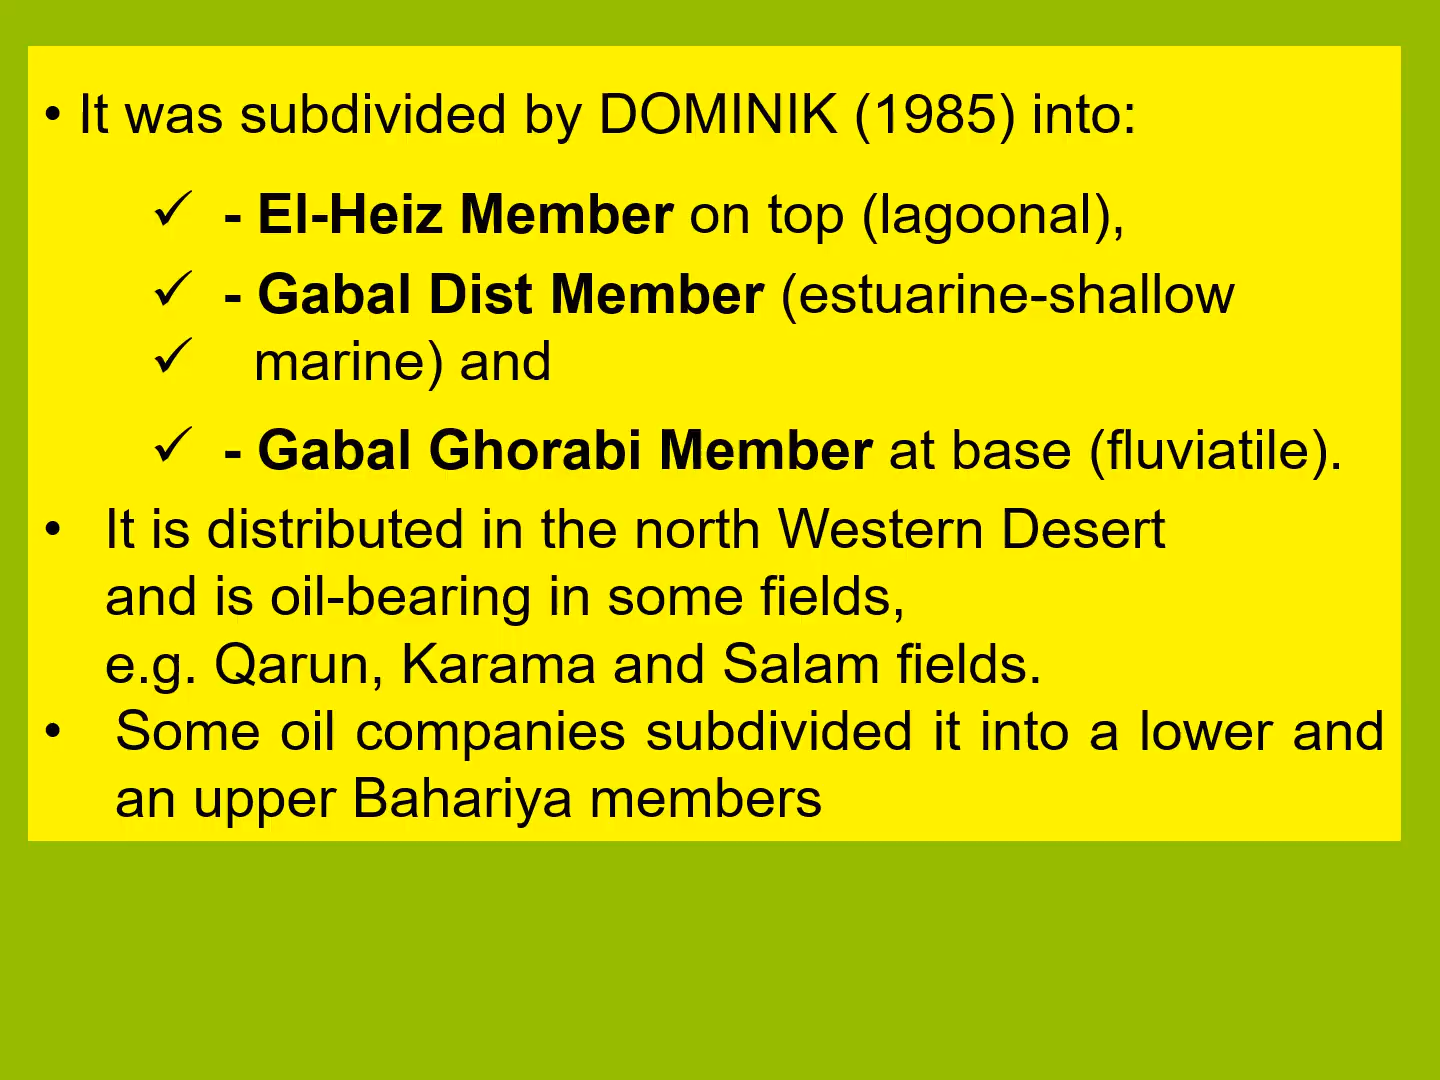 • It was subdivided by DOMINIK (1985) into:
✓ - El-Heiz Member on top (lagoonal),
✓ - Gabal Dist Member (estuarine-shallow
✓ marine) and
✓ - Gabal Ghorabi Member at base (fluviatile).
• It is distributed in the north Western Desert
and is oil-bearing in some fields,
e.g. Qarun, Karama and Salam fields.
• Some oil companies subdivided it into a lower and
an upper Bahariya members